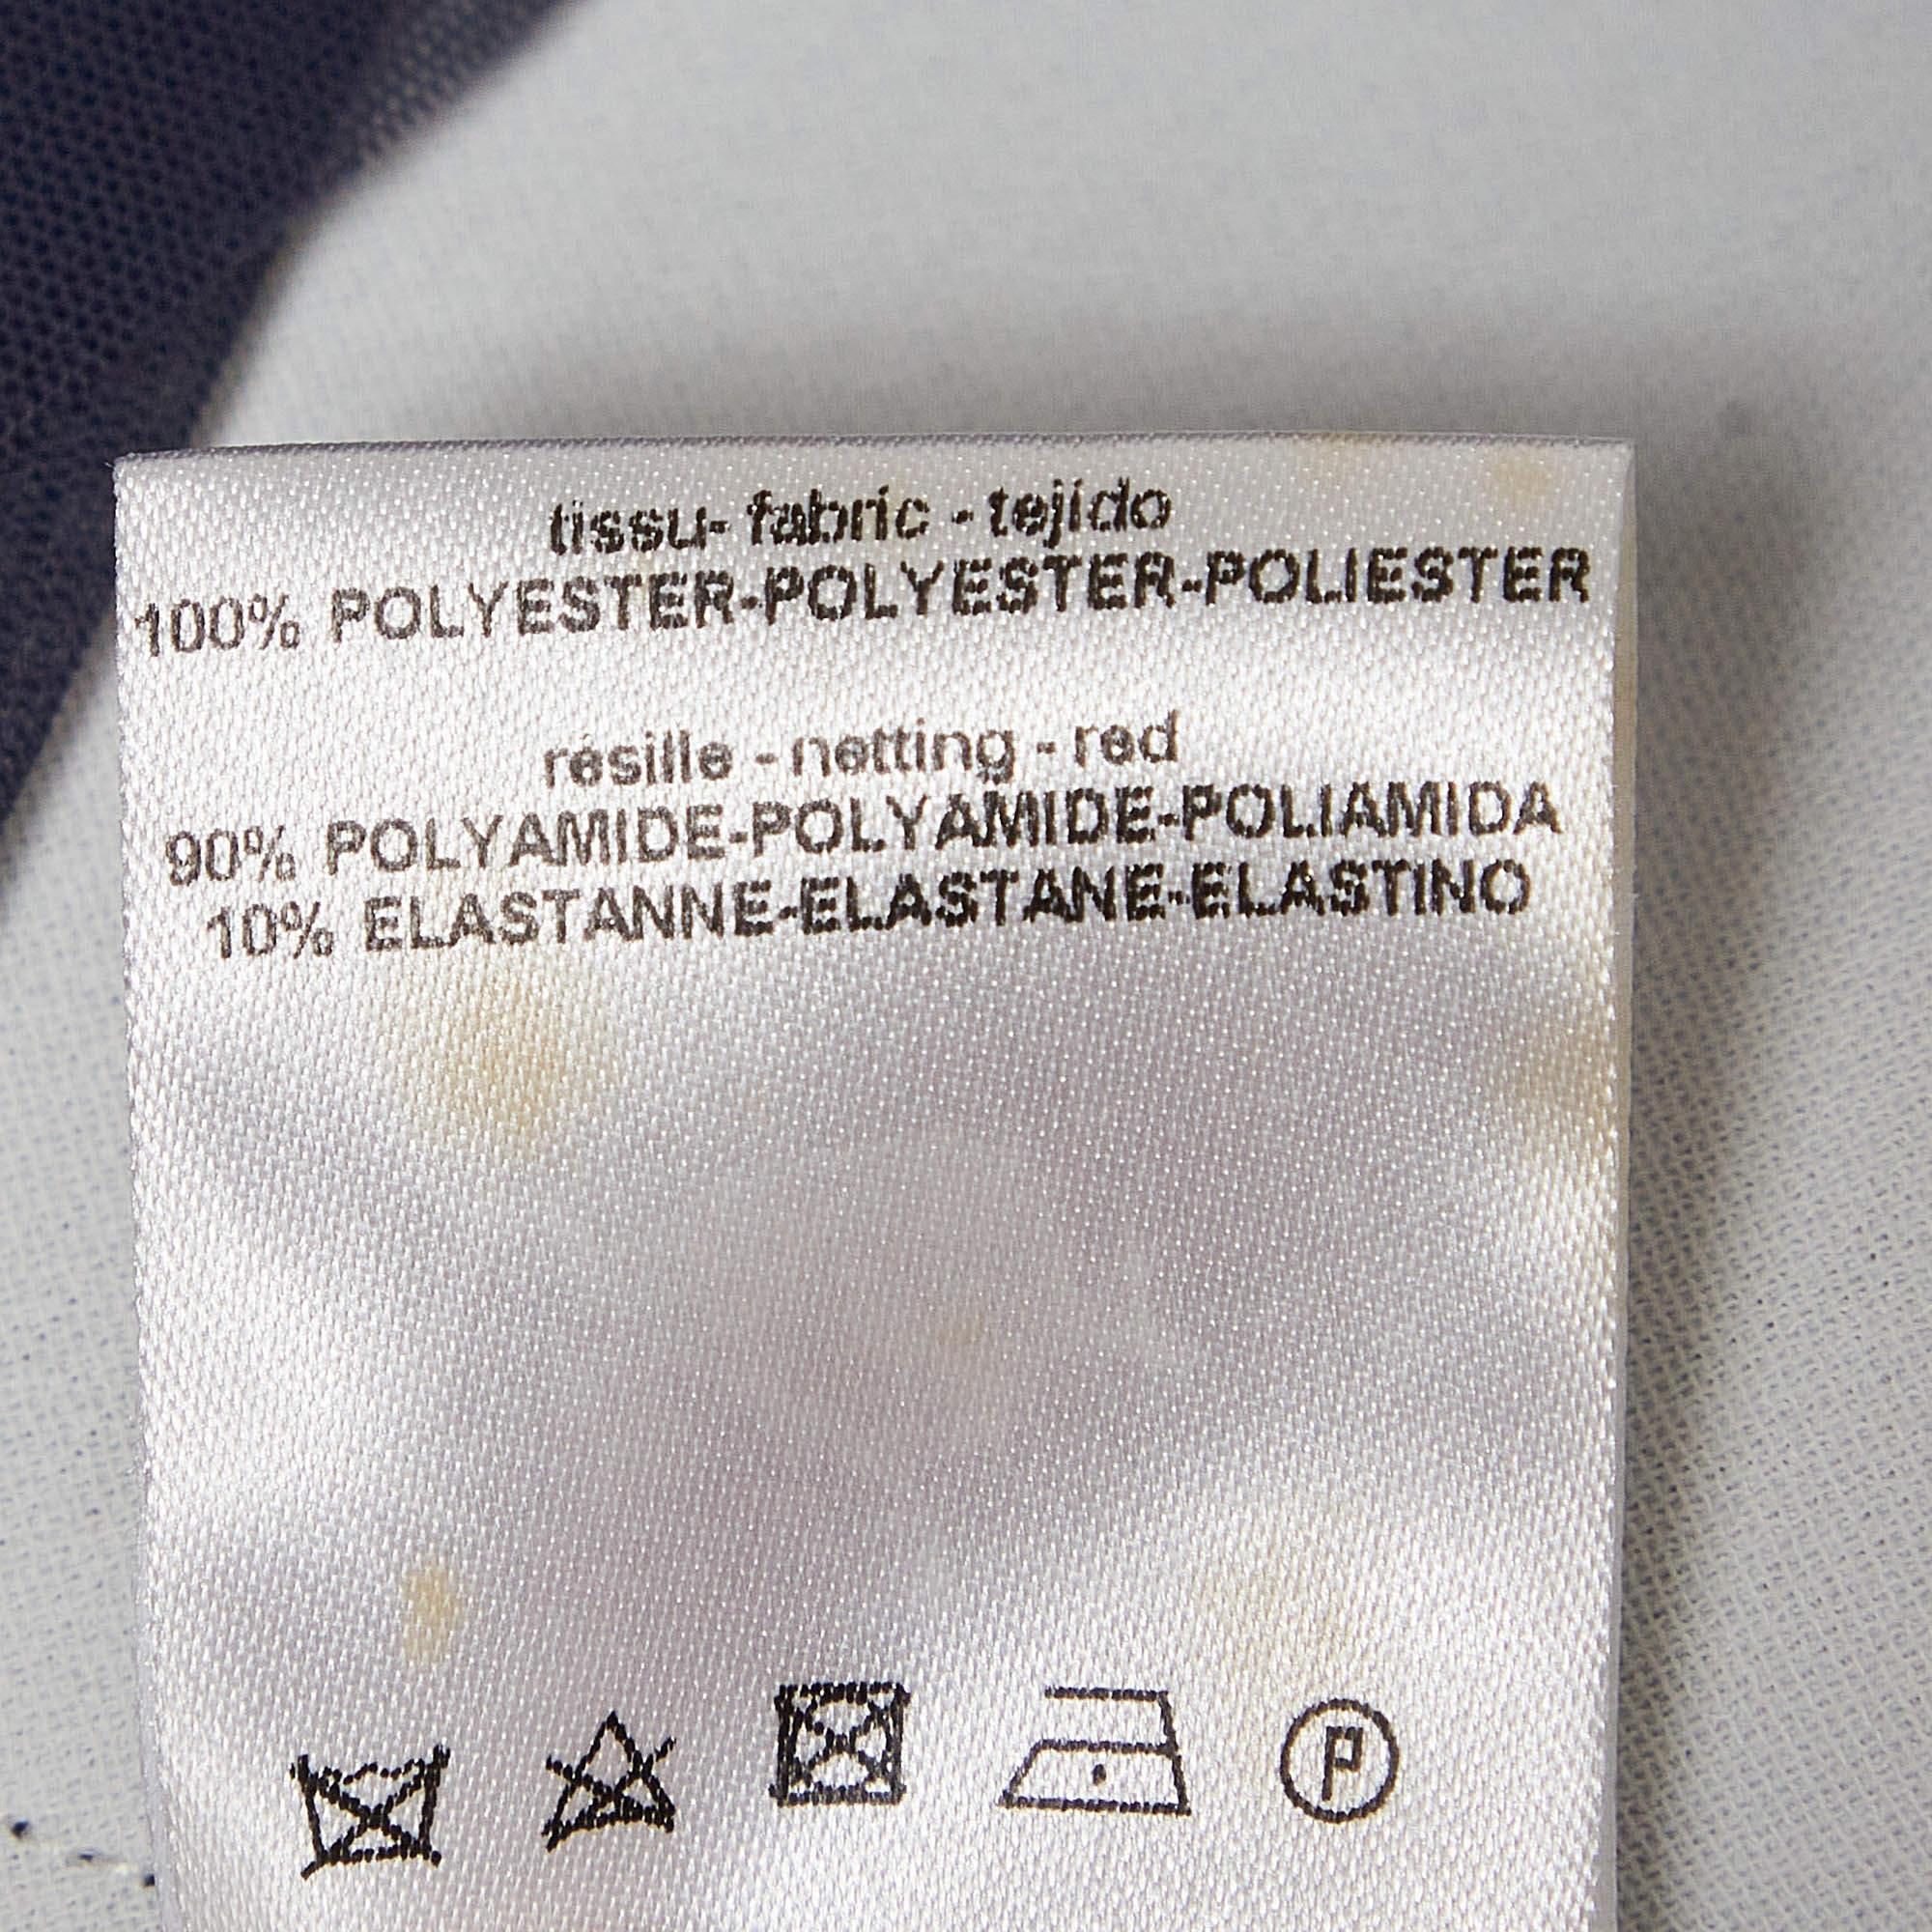 tissu- fabric - tejido
100% POLYESTER-POLYESTER-POLIESTER
résille - netting - red
90% POLYAMIDE-POLYAMIDE-POLIAMIDA
10% ELASTANNE-ELASTANE-ELASTINO
P